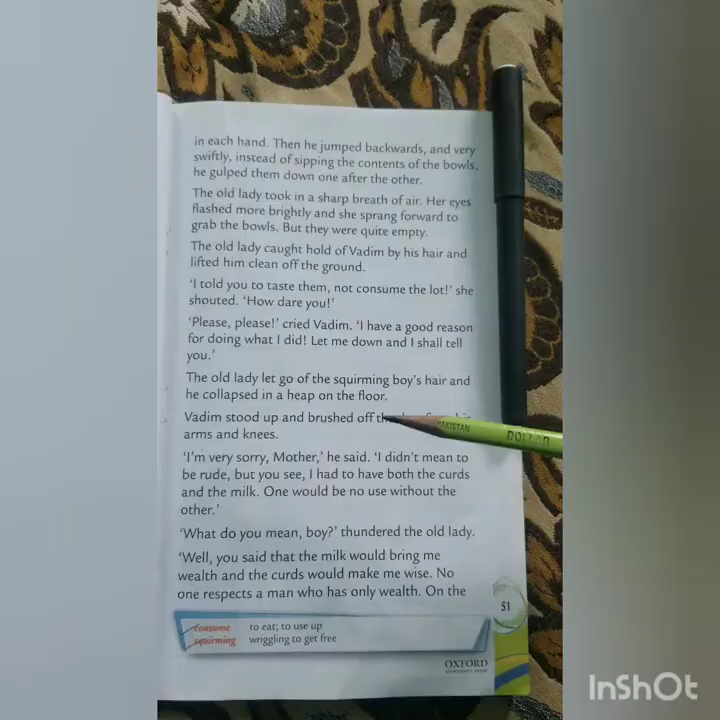 in each hand. Then he jumped backwards, and very
swiftly, instead of sipping the contents of the bowls,
he gulped them down one after the other.
The old lady took in a sharp breath of air. Her eyes
flashed more brightly and she sprang forward to
grab the bowls. But they were quite empty.
The old lady caught hold of Vadim by his hair and
lifted him clean off the ground.
‘I told you to taste them, not consume the lot!’ she
shouted. ‘How dare you!’
‘Please, please!’ cried Vadim. ‘I have a good reason
for doing what I did! Let me down and I shall tell
you.’
The old lady let go of the squirming boy’s hair and
he collapsed in a heap on the floor.
Vadim stood up and brushed off
arms and knees.
‘I’m very sorry, Mother,’ he said. ‘I didn’t mean to
be rude, but you see, I had to have both the curds
and the milk. One would be no use without the
other.’
‘What do you mean, boy?’ thundered the old lady.
‘Well, you said that the milk would bring me
wealth and the curds would make me wise. No
one respects a man who has only wealth. On the
51
consume to eat; to use up
squirming wriggling to get free
OXFORD
UNIVERSITY PRESS
PAKISTAN
DOLLAR
InShOt